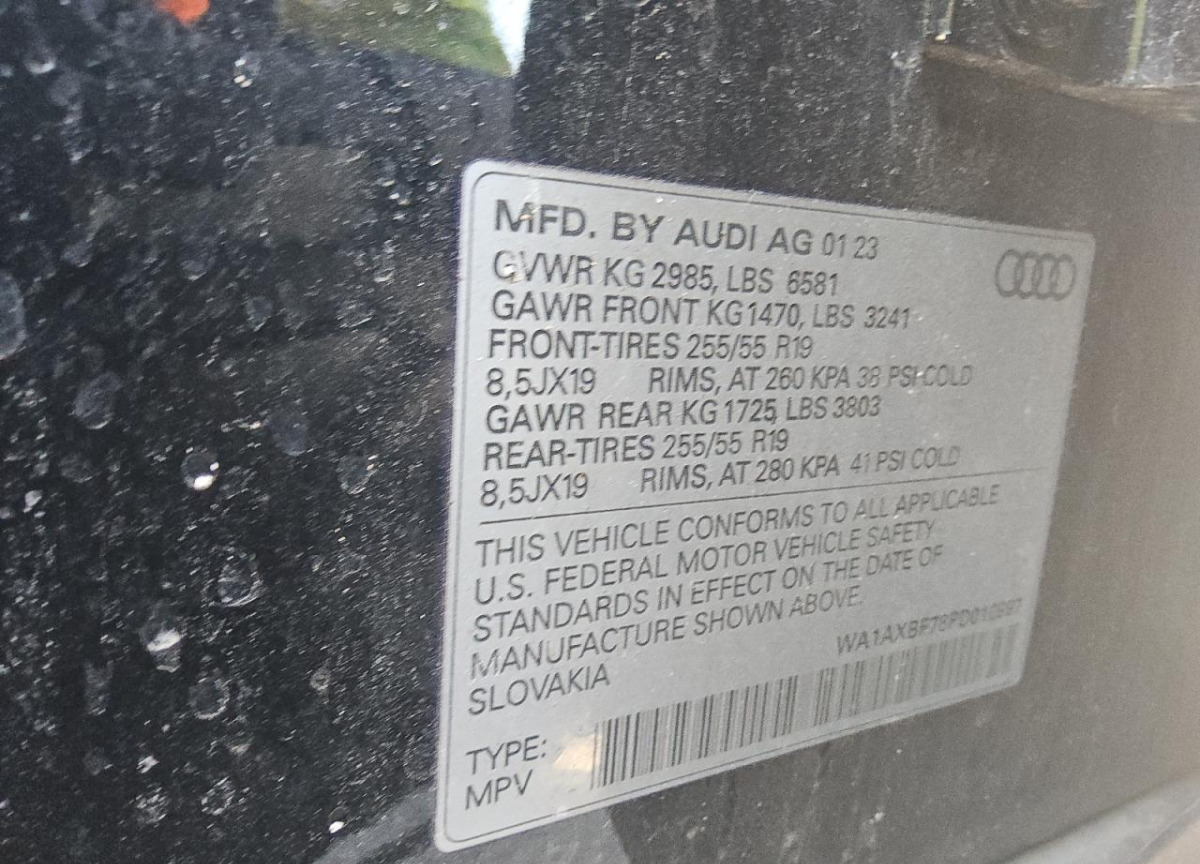 MFD. BY AUDI AG 01 23
GVWR KG 2985, LBS 6581
GAWR FRONT KG 1470, LBS 3241
FRONT-TIRES 255/55 R19
8,5JX19 RIMS, AT 260 KPA 38 PSI COLD
GAWR REAR KG 1725, LBS 3803
REAR-TIRES 255/55 R19
8,5JX19 RIMS, AT 280 KPA 41 PSI COLD
THIS VEHICLE CONFORMS TO ALL APPLICABLE
U.S. FEDERAL MOTOR VEHICLE SAFETY
STANDARDS IN EFFECT ON THE DATE OF
MANUFACTURE SHOWN ABOVE.
SLOVAKIA
TYPE:
MPV